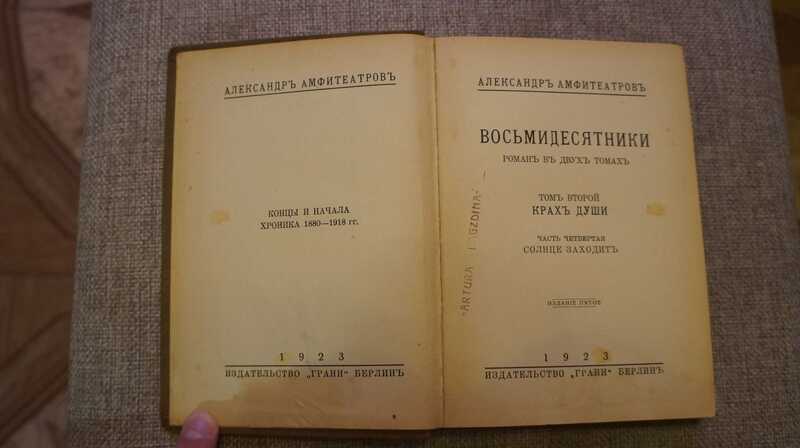 АЛЕКСАНДРЪ АМФИТЕАТРОВЪ
КОНЦЫ И НАЧАЛА
ХРОНИКА 1880—1918 гг.
1923
ИЗДАТЕЛЬСТВО „ГРАНИ" БЕРЛИНЪ
АЛЕКСАНДРЪ АМФИТЕАТРОВЪ
ВОСЬМИДЕСЯТНИКИ
РОМАНЪ ВЪ ДВУХЪ ТОМАХЪ
ТОМЪ ВТОРОЙ
КРАХЪ ДУШИ
ЧАСТЬ ЧЕТВЕРТАЯ
СОЛНЦЕ ЗАХОДИТЪ
ИЗДАНІЕ ПЯТОЕ
1923
ИЗДАТЕЛЬСТВО „ГРАНИ" БЕРЛИНЪ
ARTURA